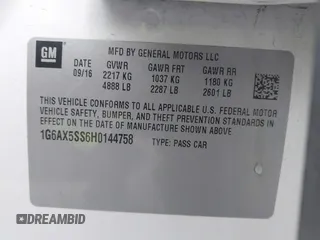 GM
MFD BY GENERAL MOTORS LLC
DATE GVWR GAWR FRT GAWR RR
09/16 2217 KG 1037 KG 1180 KG
4888 LB 2287 LB 2601 LB
THIS VEHICLE CONFORMS TO ALL APPLICABLE U.S. FEDERAL MOTOR
VEHICLE SAFETY, BUMPER, AND THEFT PREVENTION STANDARDS
IN EFFECT ON THE DATE OF MANUFACTURE SHOWN ABOVE.
1G6AX5SS6H0144758 TYPE: PASS CAR
AUTOHELPERBOT.COM